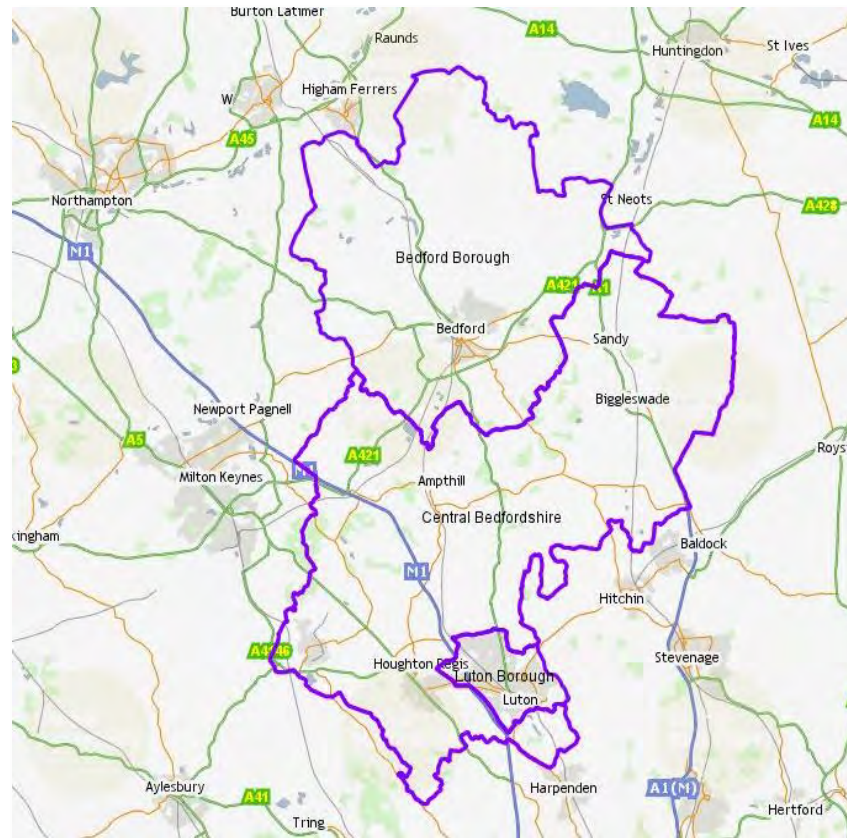 Burton Latimer
A14
Raunds
Huntingdon
St Ives
W
Higham Ferrers
A14
A45
Northampton
St Neots
A428
M1
Bedford Borough
A421
A1
Bedford
Sandy
Newport Pagnell
Biggleswade
A5
A421
Milton Keynes
Ampthill
Roys
Central Bedfordshire
kingham
Baldock
M1
Hitchin
Stevenage
Houghton Regis
Luton Borough
Luton
Aylesbury
Harpenden
A1(M)
A41
Tring
Hertford